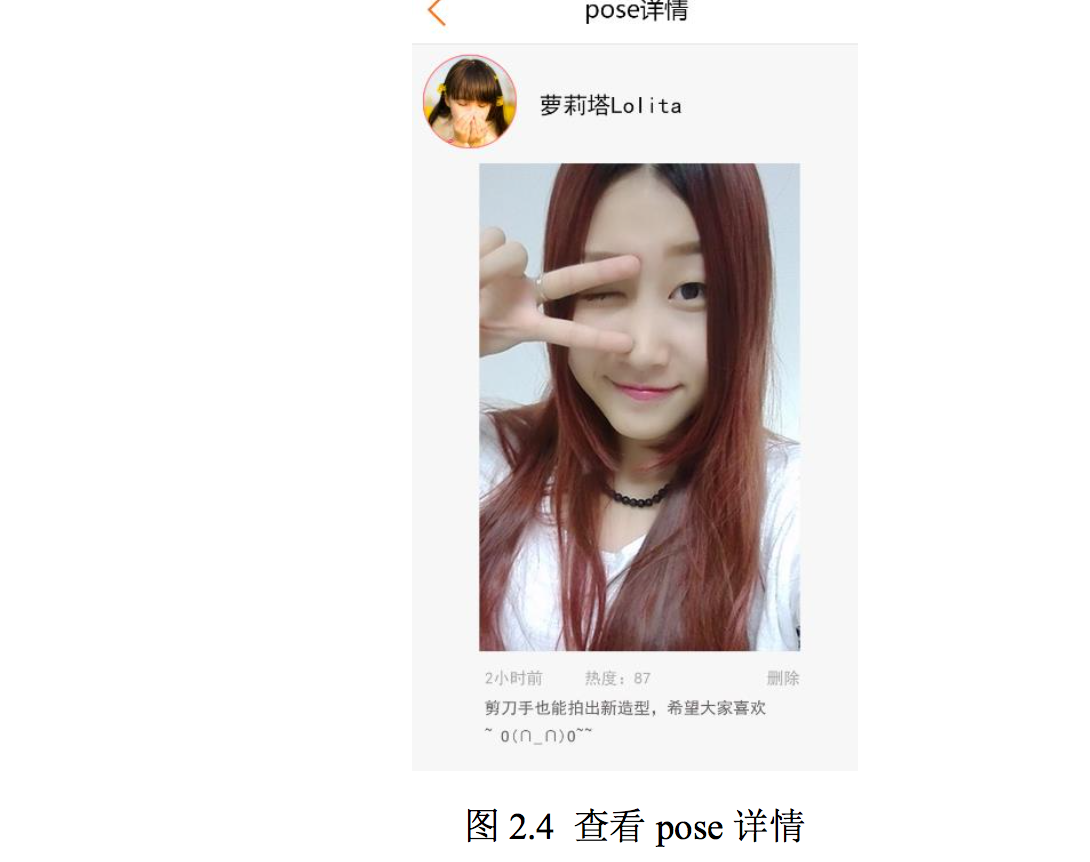 pose详情
萝莉塔Lolita
2小时前 热度：87 删除
剪刀手也能拍出新造型，希望大家喜欢
~ O(∩_∩)O~~
图 2.4 查看 pose 详情